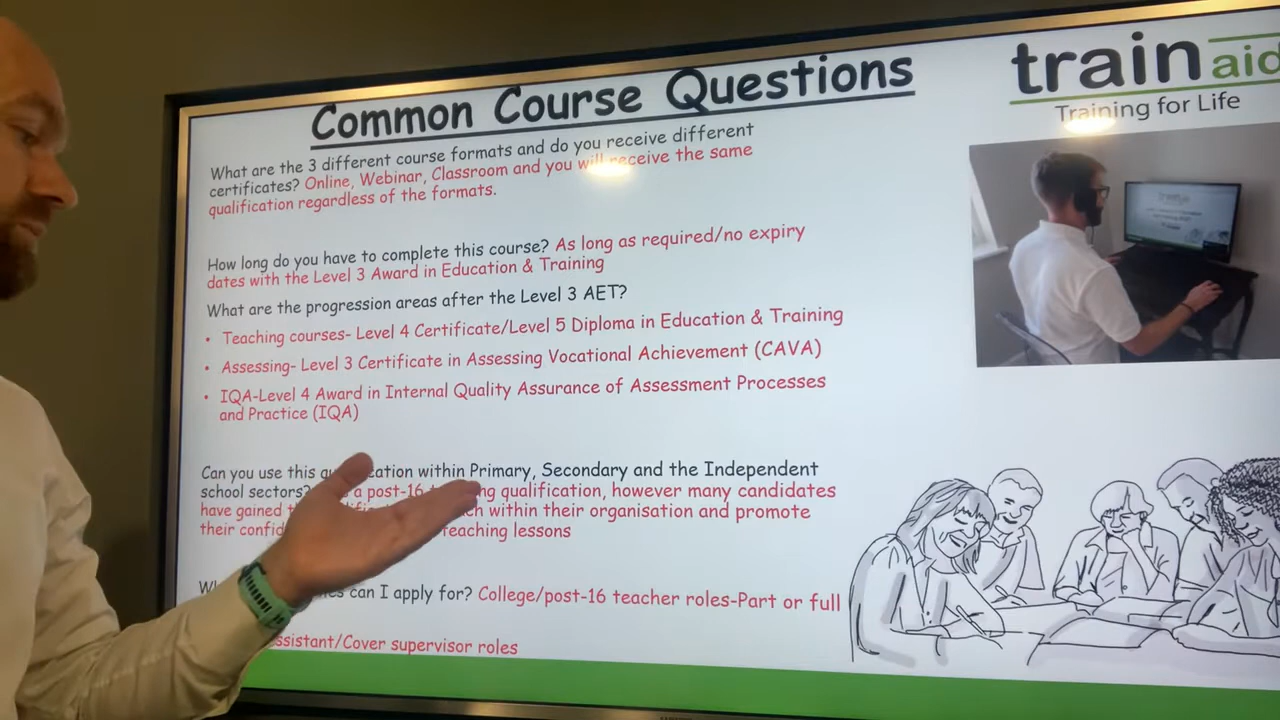 Common Course Questions
train aid
Training for Life
What are the 3 different course formats and do you receive different
certificates? Online, Webinar, Classroom and you will receive the same
qualification regardless of the formats.
How long do you have to complete this course? As long as required/no expiry
dates with the Level 3 Award in Education & Training
What are the progression areas after the Level 3 AET?
• Teaching courses- Level 4 Certificate/Level 5 Diploma in Education & Training
• Assessing- Level 3 Certificate in Assessing Vocational Achievement (CAVA)
• IQA-Level 4 Award in Internal Quality Assurance of Assessment Processes
and Practice (IQA)
Can you use this within Primary, Secondary and the Independent
school sectors? a post-16 qualification, however many candidates
have gained within their organisation and promote
their teaching lessons
can I apply for? College/post-16 teacher roles-Part or full
/Cover supervisor roles